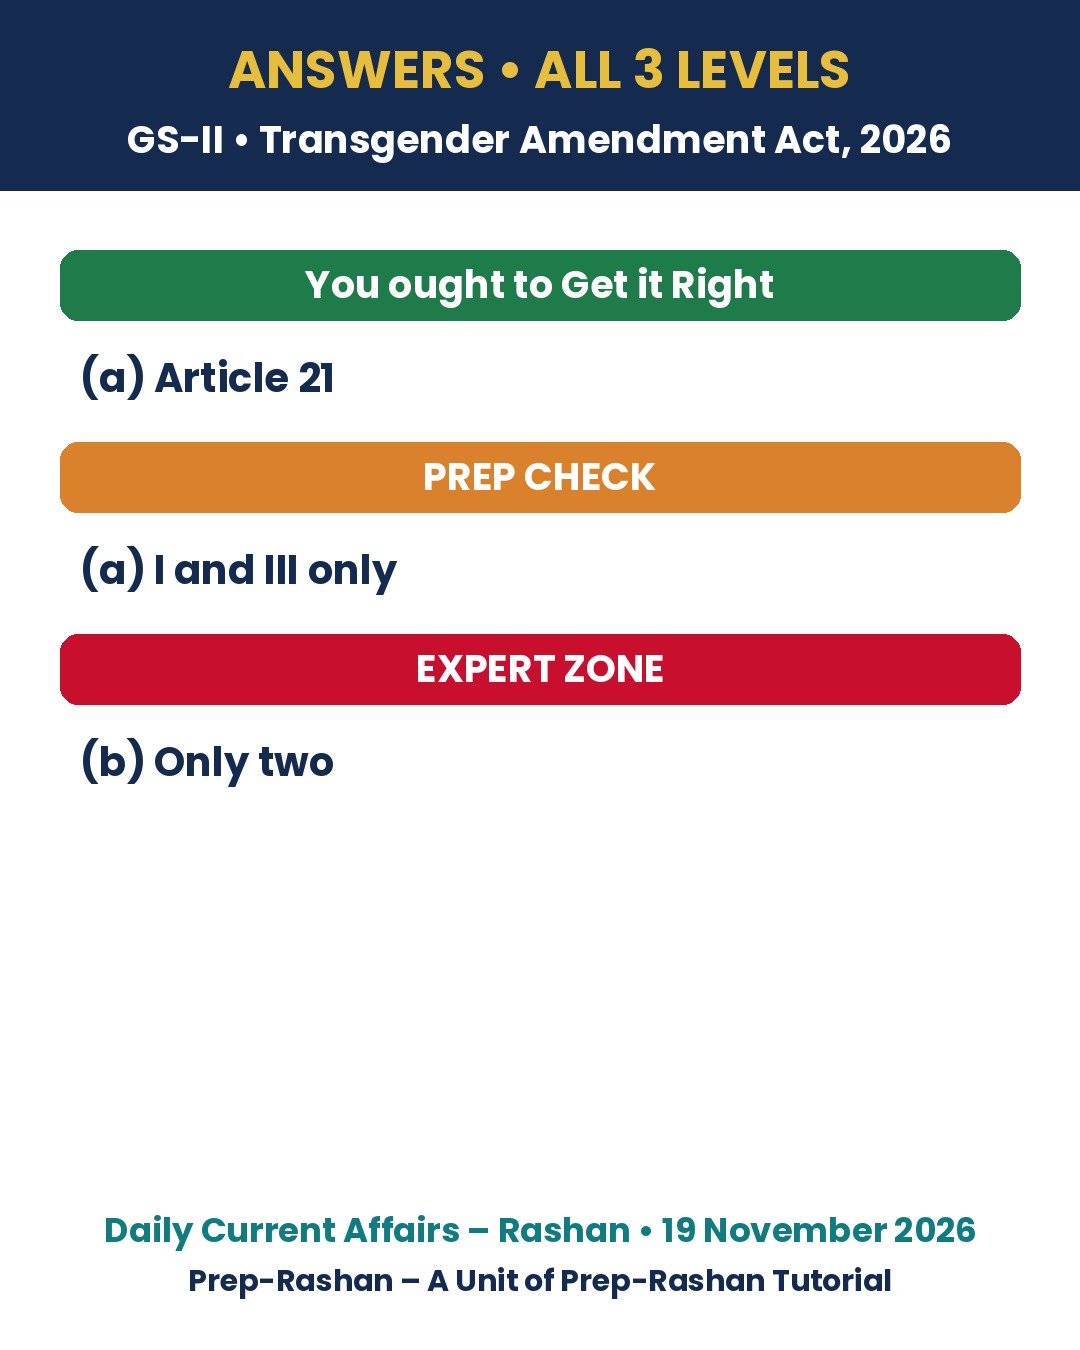 ANSWERS • ALL 3 LEVELS
GS-II • Transgender Amendment Act, 2026
You ought to Get it Right
(a) Article 21
PREP CHECK
(a) I and III only
EXPERT ZONE
(b) Only two
Daily Current Affairs – Rashan • 19 November 2026
Prep-Rashan – A Unit of Prep-Rashan Tutorial